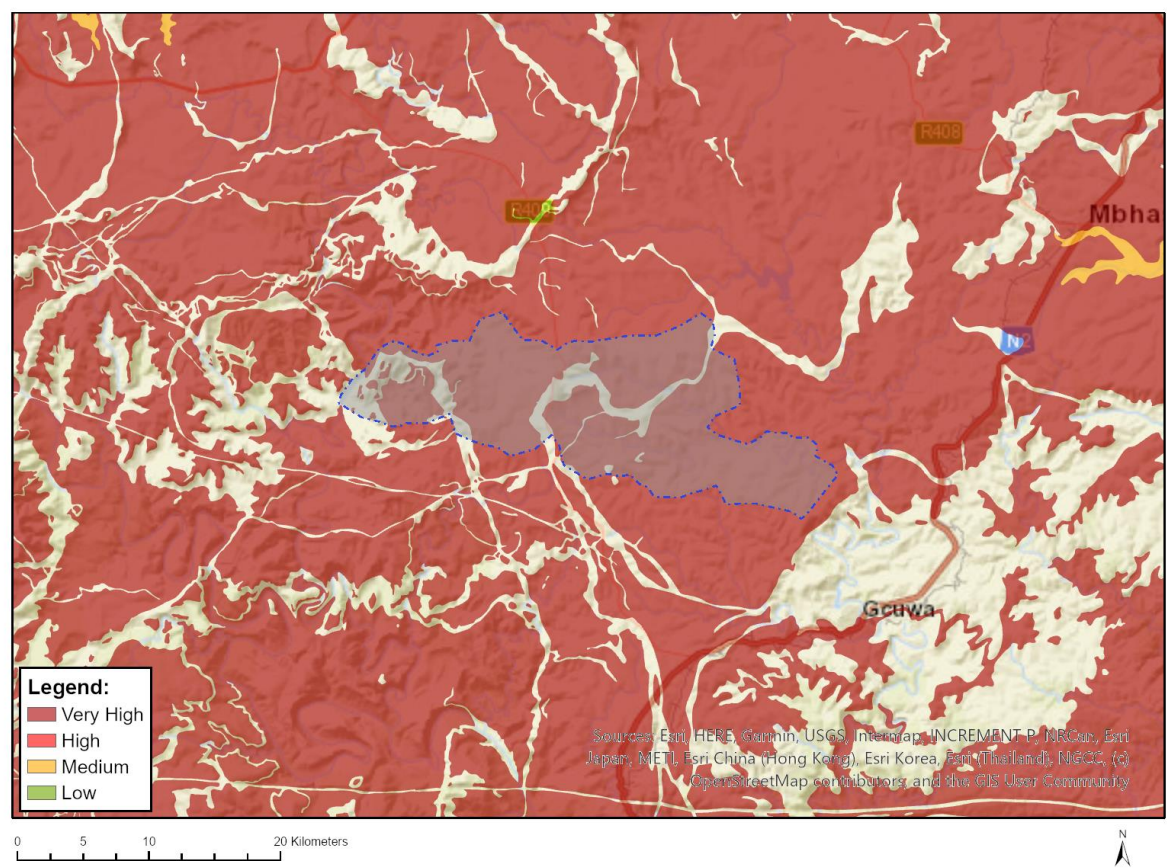 R408
R409
Mbha
N2
Gcuwa
Legend:
Very High
High
Medium
Low
Sources: Esri, HERE, Garmin, USGS, Intermap, INCREMENT P, NRCan, Esri
Japan, METI, Esri China (Hong Kong), Esri Korea, Esri (Thailand), NGCC, (c)
OpenStreetMap contributors, and the GIS User Community
0 5 10 20 Kilometers
N